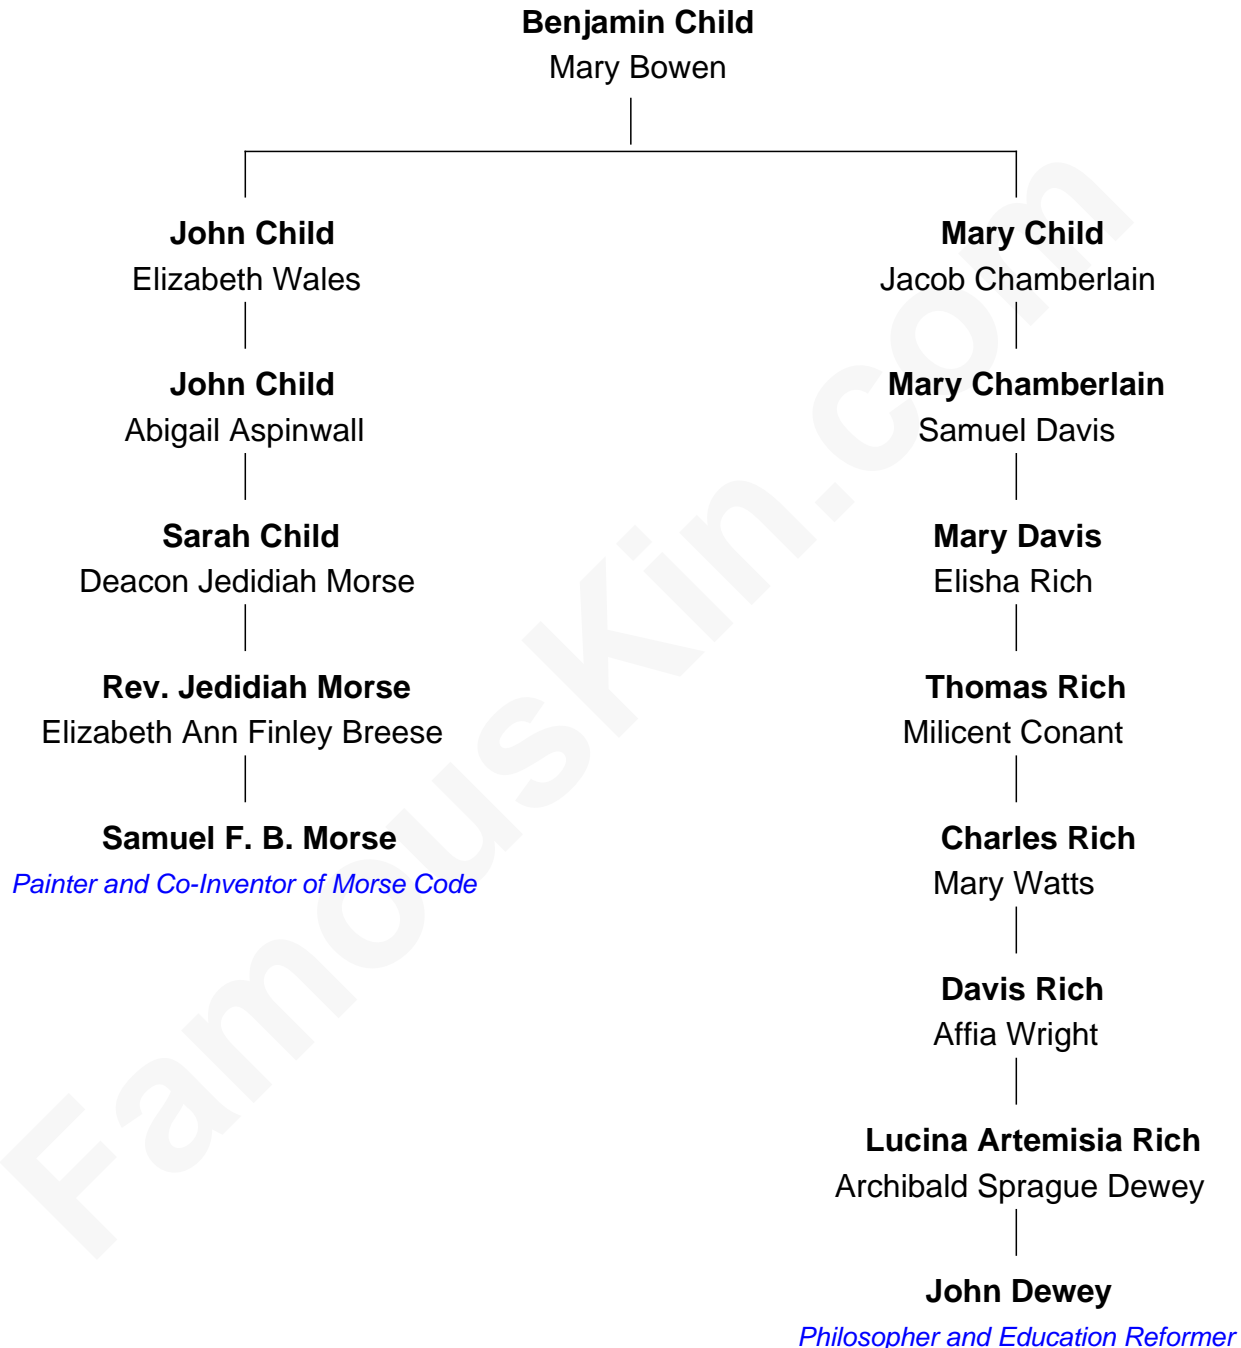 Benjamin Child
Mary Bowen
John Child
Elizabeth Wales
John Child
Abigail Aspinwall
Sarah Child
Deacon Jedidiah Morse
Rev. Jedidiah Morse
Elizabeth Ann Finley Breese
Samuel F. B. Morse
Painter and Co-Inventor of Morse Code
Mary Child
Jacob Chamberlain
Mary Chamberlain
Samuel Davis
Mary Davis
Elisha Rich
Thomas Rich
Milicent Conant
Charles Rich
Mary Watts
Davis Rich
Affia Wright
Lucina Artemisia Rich
Archibald Sprague Dewey
John Dewey
Philosopher and Education Reformer
FamousKin.com